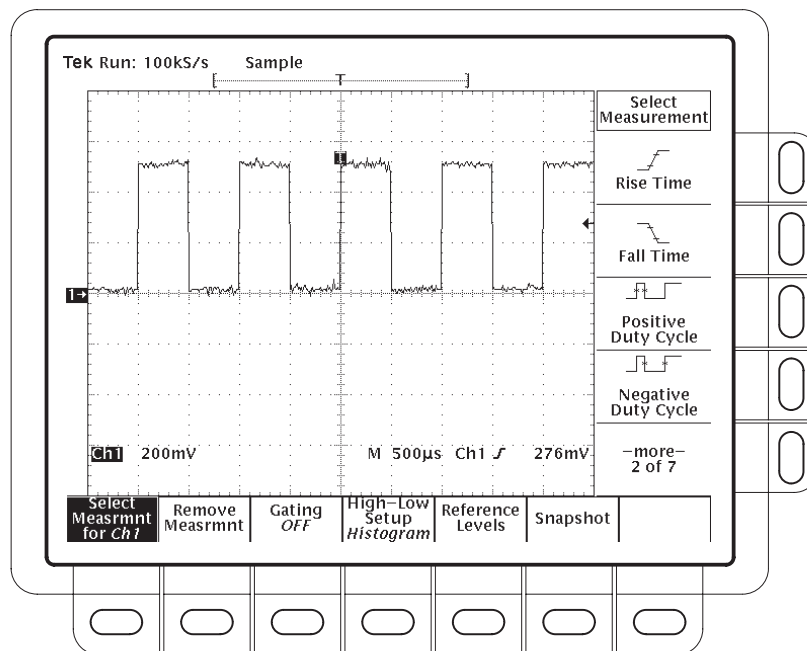 Tek Run: 100kS/s Sample
T
Select
Measurement
Rise Time
Fall Time
Positive
Duty Cycle
Negative
Duty Cycle
–more–
2 of 7
T
1→
Ch1 200mV M 500µs Ch1 276mV
Select
Measrmnt
for Ch1
Remove
Measrmnt
Gating
OFF
High–Low
Setup
Histogram
Reference
Levels
Snapshot